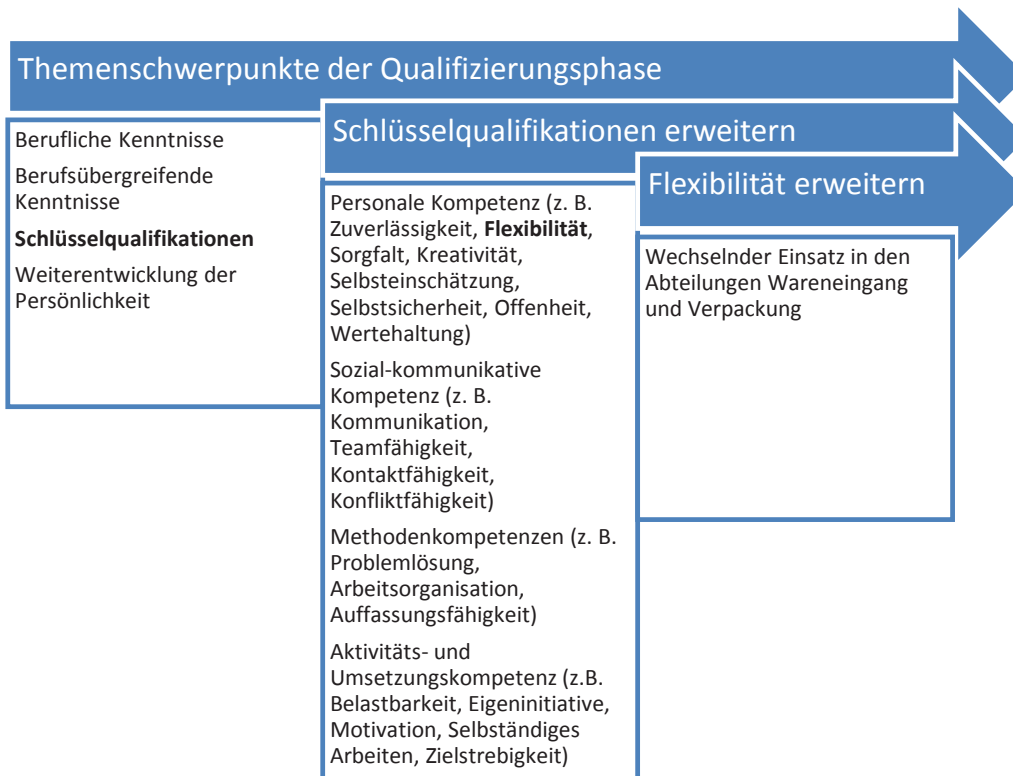 Themenschwerpunkte der Qualifizierungsphase
Berufliche Kenntnisse
Berufsübergreifende
Kenntnisse
Schlüsselqualifikationen
Weiterentwicklung der
Persönlichkeit
Schlüsselqualifikationen erweitern
Personale Kompetenz (z. B.
Zuverlässigkeit, Flexibilität,
Sorgfalt, Kreativität,
Selbsteinschätzung,
Selbstsicherheit, Offenheit,
Wertehaltung)
Sozial-kommunikative
Kompetenz (z. B.
Kommunikation,
Teamfähigkeit,
Kontaktfähigkeit,
Konfliktfähigkeit)
Methodenkompetenzen (z. B.
Problemlösung,
Arbeitsorganisation,
Auffassungsfähigkeit)
Aktivitäts- und
Umsetzungskompetenz (z.B.
Belastbarkeit, Eigeninitiative,
Motivation, Selbständiges
Arbeiten, Zielstrebigkeit)
Flexibilität erweitern
Wechselnder Einsatz in den
Abteilungen Wareneingang
und Verpackung